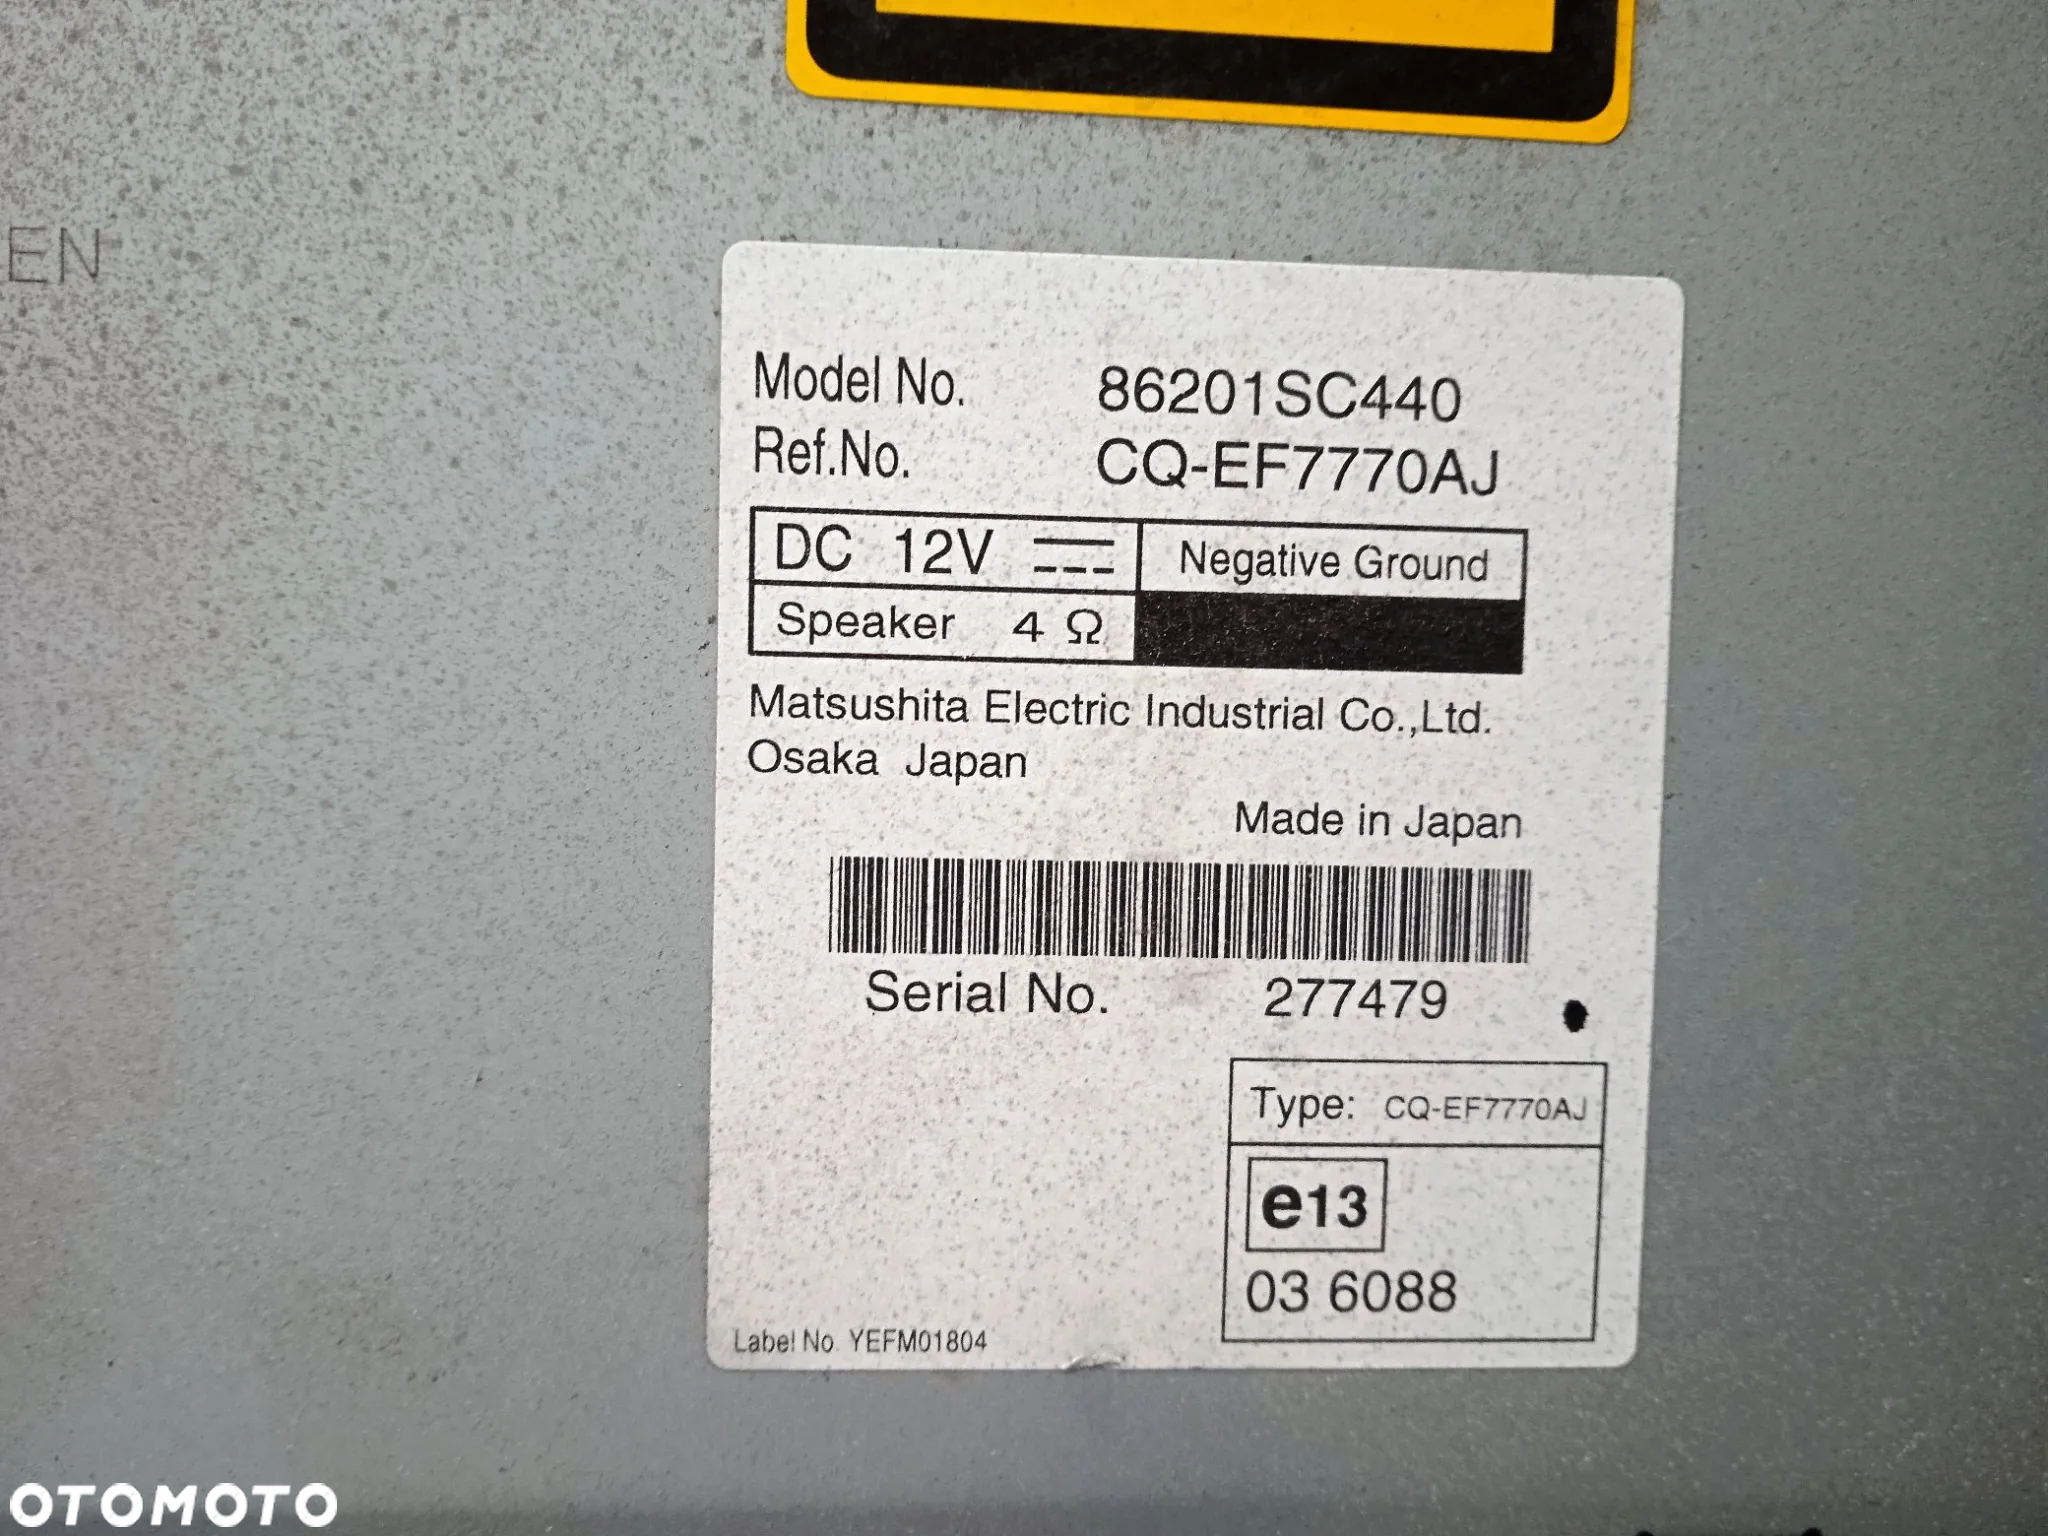 EN
Model No. 86201SC440
Ref.No. CQ-EF7770AJ
DC 12V Negative Ground
Speaker 4 Ω
Matsushita Electric Industrial Co.,Ltd.
Osaka Japan
Made in Japan
Serial No. 277479
Type: CQ-EF7770AJ
e13
03 6088
Label No. YEFM01804
OTOMOTO